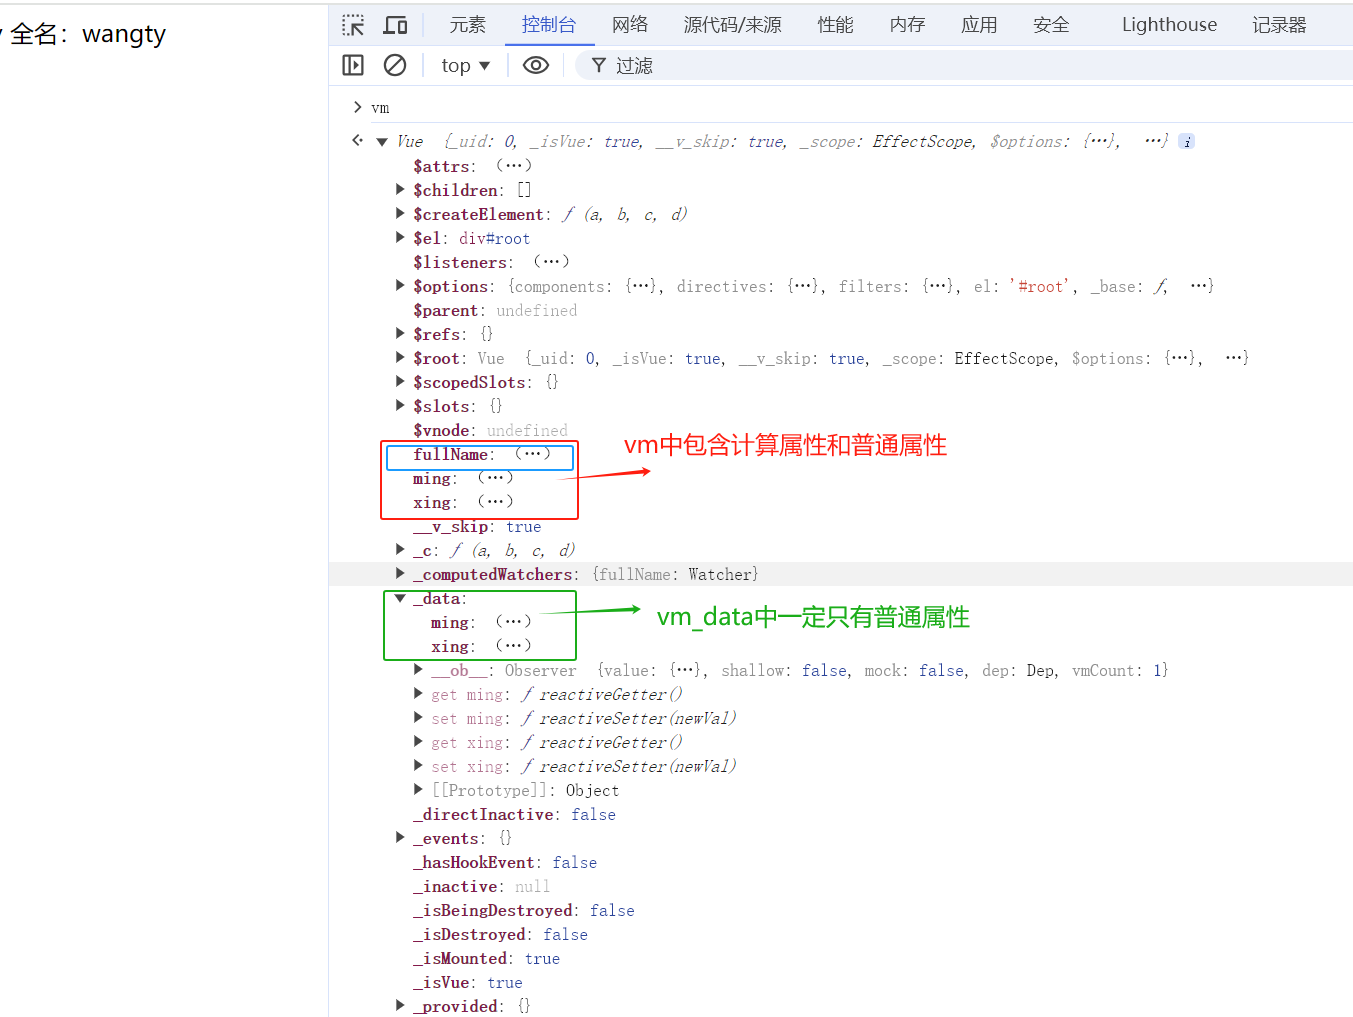 全名：wangty
元素 控制台 网络 源代码/来源 性能 内存 应用 安全 Lighthouse 记录器
top 过滤
vm
Vue {_uid: 0, _isVue: true, __v_skip: true, _scope: EffectScope, $options: {…}, …}
$attrs: (…)
$children: []
$createElement: ƒ (a, b, c, d)
$el: div#root
$listeners: (…)
$options: {components: {…}, directives: {…}, filters: {…}, el: '#root', _base: ƒ, …}
$parent: undefined
$refs: {}
$root: Vue {_uid: 0, _isVue: true, __v_skip: true, _scope: EffectScope, $options: {…}, …}
$scopedSlots: {}
$slots: {}
$vnode: undefined
vm中包含计算属性和普通属性
fullName: (…)
ming: (…)
xing: (…)
__v_skip: true
_c: ƒ (a, b, c, d)
_computedWatchers: {fullName: Watcher}
_data:
vm_data中一定只有普通属性
ming: (…)
xing: (…)
__ob__: Observer {value: {…}, shallow: false, mock: false, dep: Dep, vmCount: 1}
get ming: ƒ reactiveGetter()
set ming: ƒ reactiveSetter(newVal)
get xing: ƒ reactiveGetter()
set xing: ƒ reactiveSetter(newVal)
[[Prototype]]: Object
_directInactive: false
_events: {}
_hasHookEvent: false
_inactive: null
_isBeingDestroyed: false
_isDestroyed: false
_isMounted: true
_isVue: true
_provided: {}